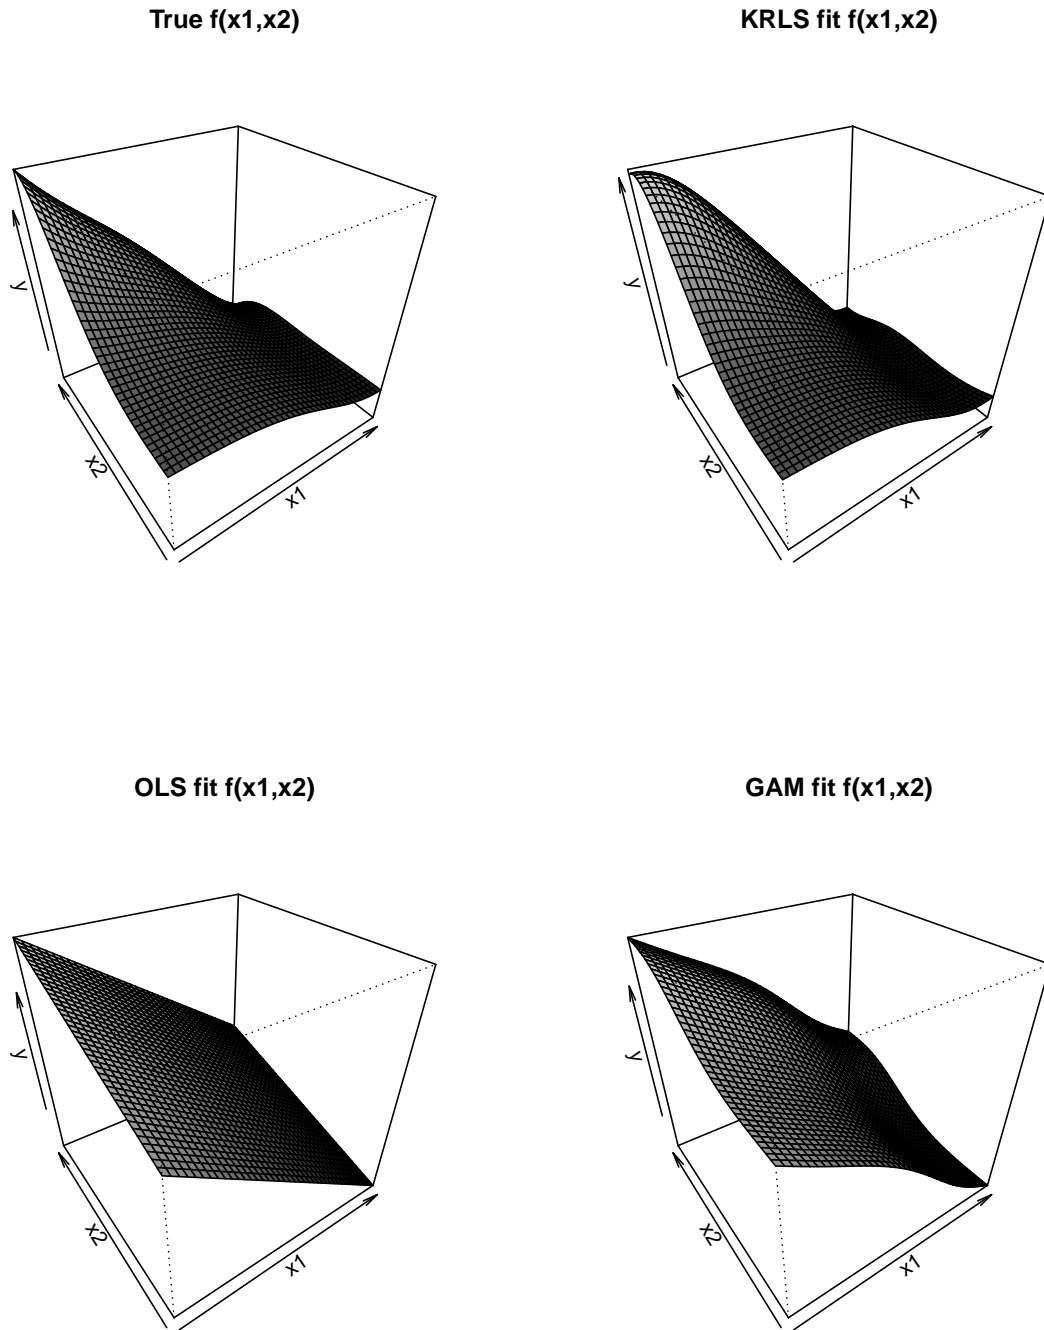 True f(x1,x2)
KRLS fit f(x1,x2)
y
x2
x1
y
x2
x1
OLS fit f(x1,x2)
GAM fit f(x1,x2)
y
x2
x1
y
x2
x1